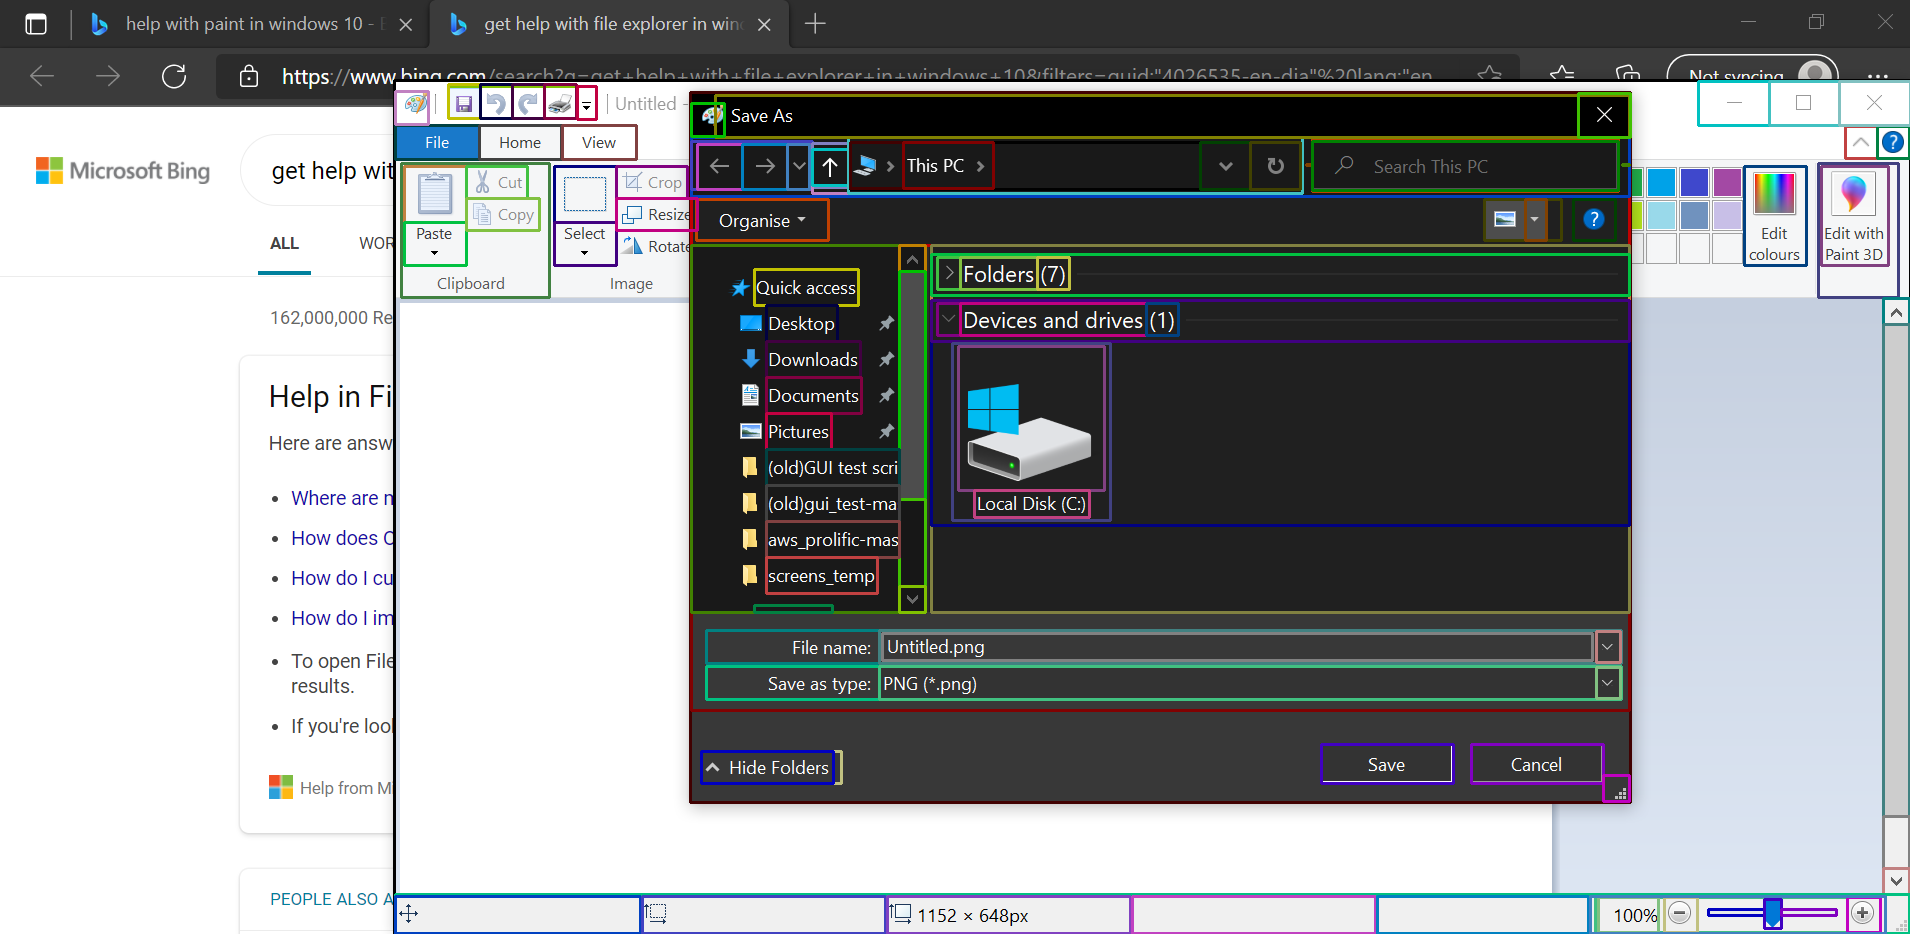 help with paint in windows 10 -
get help with file explorer in win
https://www.bing.com/search?q=get+help+with+file+explorer+in+windows+10&filters=guid:"4026535-en-dia"%20lang:"en
Not syncing
Untitled -
File
Home
View
Paste
Cut
Copy
Clipboard
Select
Crop
Resize
Rotate
Image
Edit colours
Edit with Paint 3D
Microsoft Bing
get help wit
ALL
WOR
162,000,000 Re
Help in Fi
Here are answ
Where are n
How does C
How do I cu
How do I im
To open File
results.
If you're loo
Help from Mi
PEOPLE ALSO A
Save As
This PC
Search This PC
Organise
Quick access
Desktop
Downloads
Documents
Pictures
(old)GUI test scri
(old)gui_test-ma
aws_prolific-mas
screens_temp
Folders (7)
Devices and drives (1)
Local Disk (C:)
File name: Untitled.png
Save as type: PNG (*.png)
Hide Folders
Save
Cancel
1152 × 648px
100%